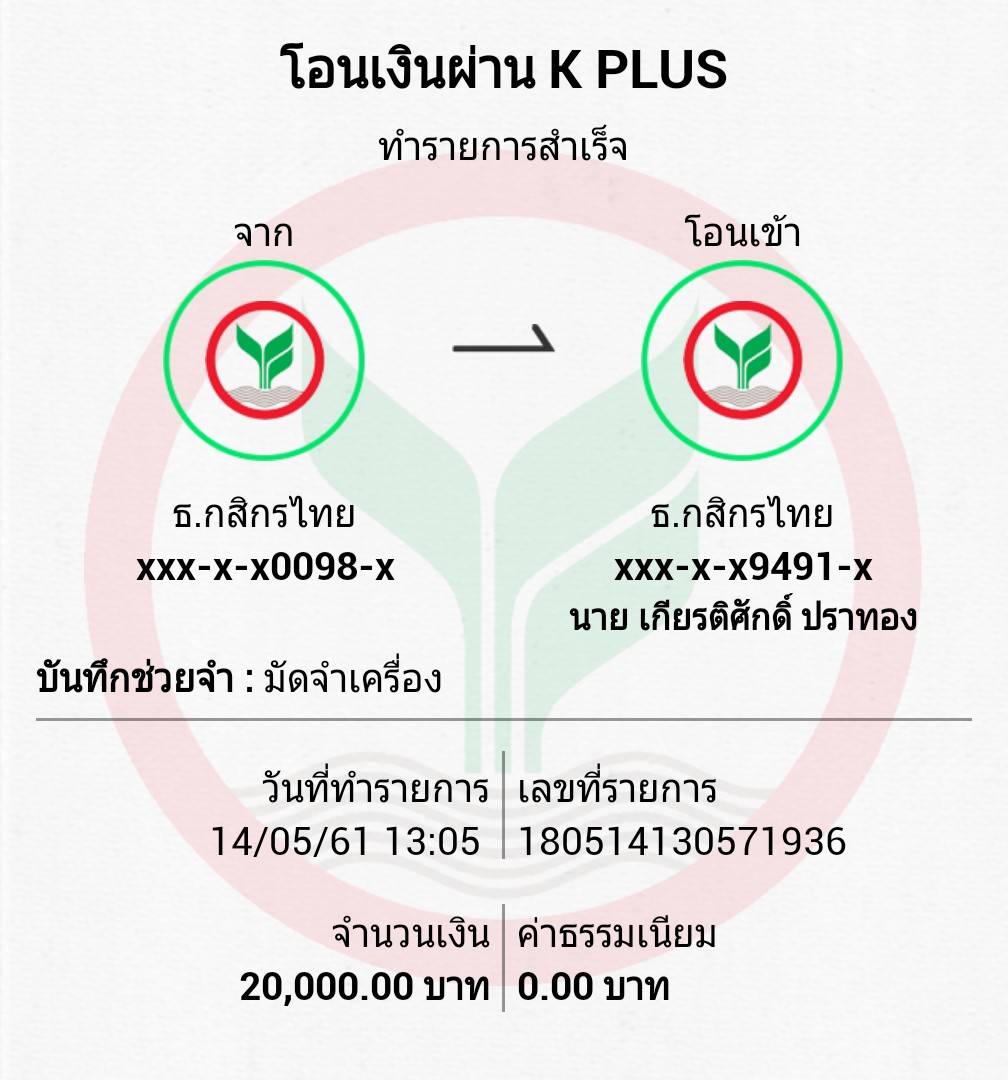 โอนเงินผ่าน K PLUS
ทำรายการสำเร็จ
จาก
โอนเข้า
ธ.กสิกรไทย
xxx-x-x0098-x
ธ.กสิกรไทย
xxx-x-x9491-x
นาย เกียรติศักดิ์ ปราทอง
บันทึกช่วยจำ : มัดจำเครื่อง
วันที่ทำรายการ
14/05/61 13:05
เลขที่รายการ
180514130571936
จำนวนเงิน
20,000.00 บาท
ค่าธรรมเนียม
0.00 บาท